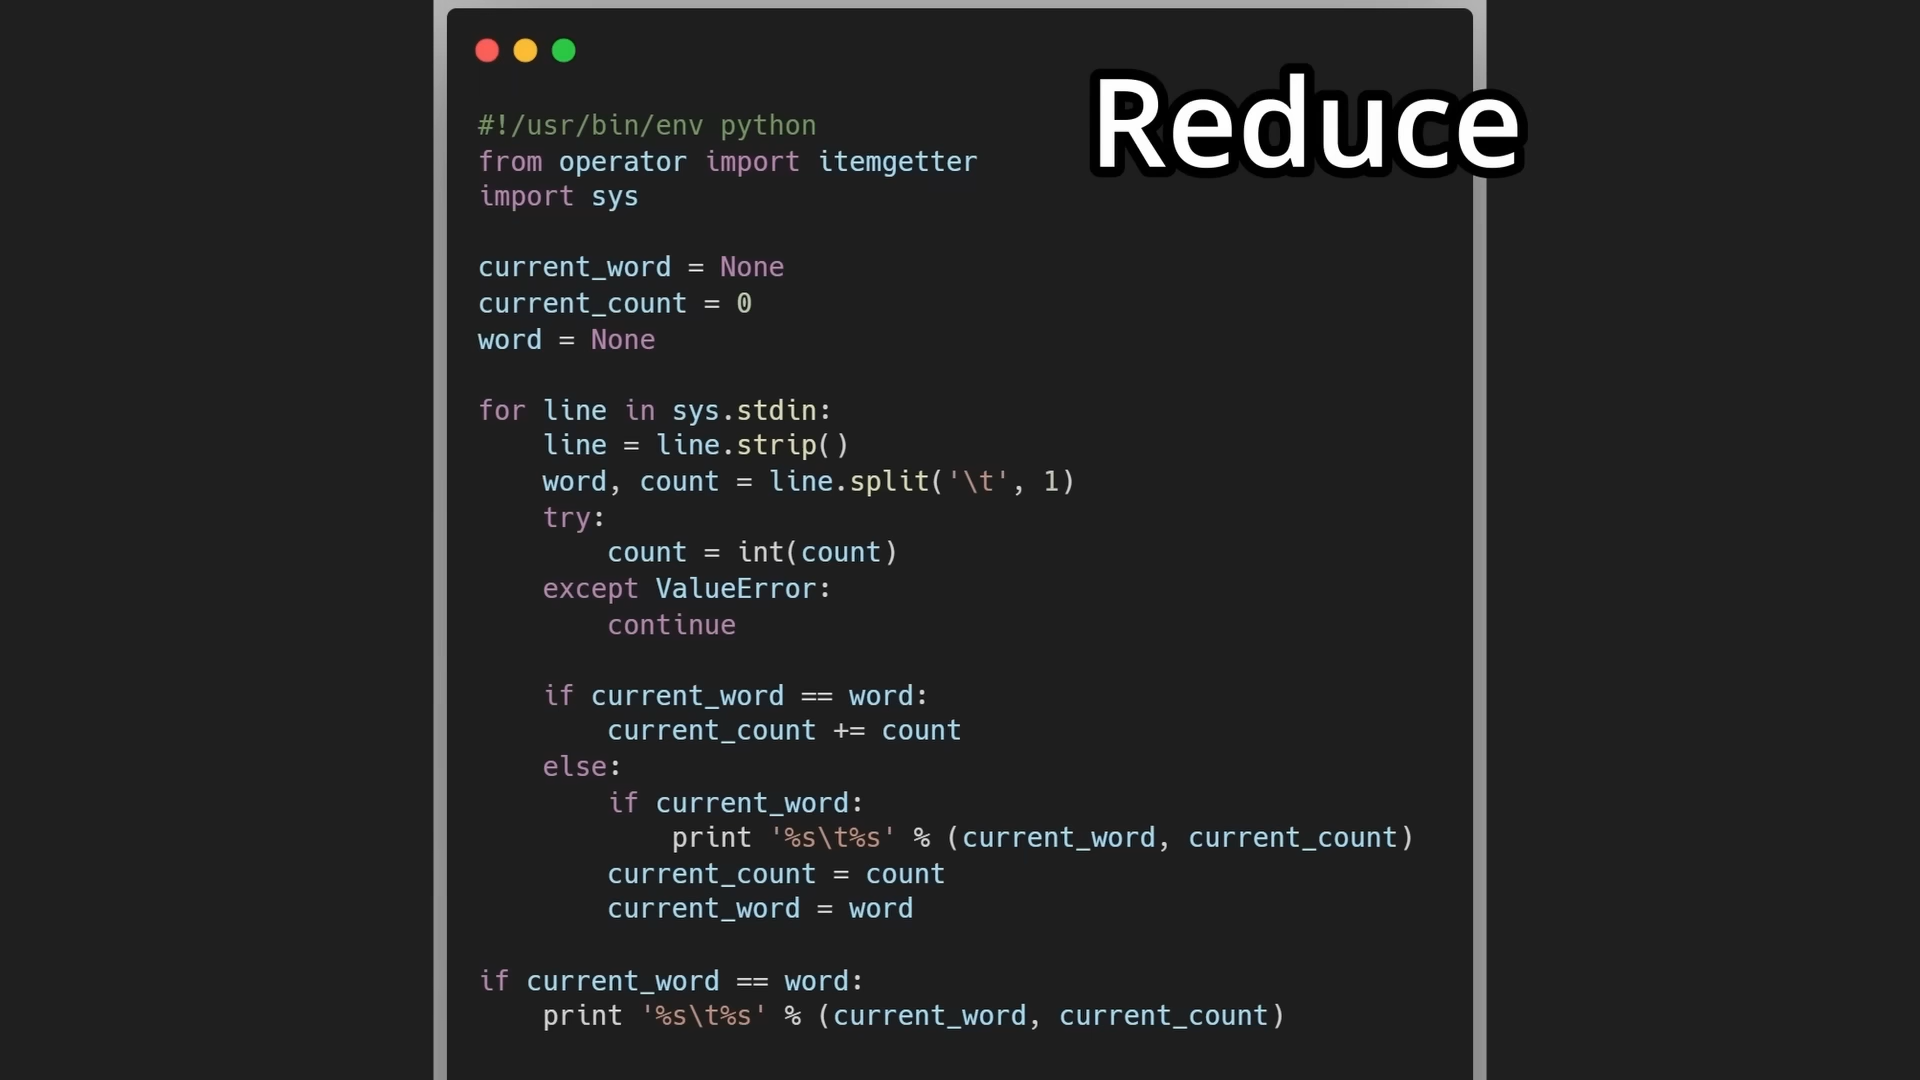 Reduce
#!/usr/bin/env python
from operator import itemgetter
import sys

current_word = None
current_count = 0
word = None

for line in sys.stdin:
    line = line.strip()
    word, count = line.split('\t', 1)
    try:
        count = int(count)
    except ValueError:
        continue

    if current_word == word:
        current_count += count
    else:
        if current_word:
            print '%s\t%s' % (current_word, current_count)
        current_count = count
        current_word = word

if current_word == word:
    print '%s\t%s' % (current_word, current_count)